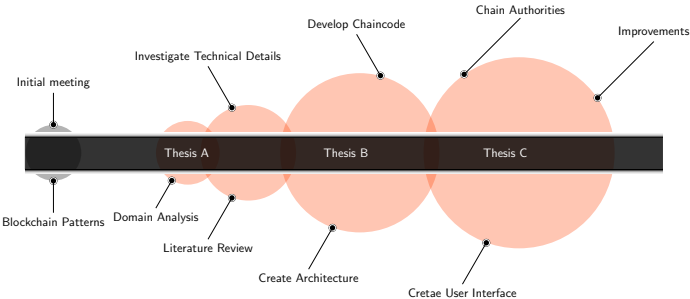 Chain Authorities
Develop Chaincode
Improvements
Investigate Technical Details
Initial meeting
Thesis A
Thesis B
Thesis C
Blockchain Patterns
Domain Analysis
Literature Review
Create Architecture
Cretae User Interface